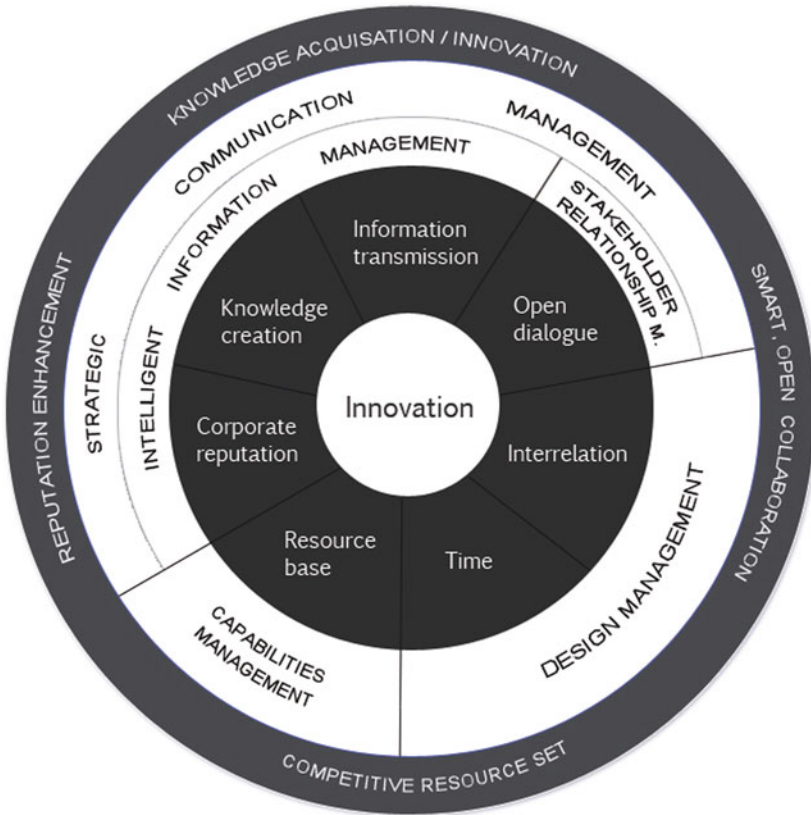 KNOWLEDGE ACQUISATION / INNOVATION
SMART, OPEN COLLABORATION
COMPETITIVE RESOURCE SET
REPUTATION ENHANCEMENT
STRATEGIC COMMUNICATION MANAGEMENT
INTELLIGENT INFORMATION MANAGEMENT
STAKEHOLDER
RELATIONSHIP M.
DESIGN MANAGEMENT
CAPABILITIES
MANAGEMENT
Information
transmission
Open
dialogue
Interrelation
Time
Resource
base
Corporate
reputation
Knowledge
creation
Innovation